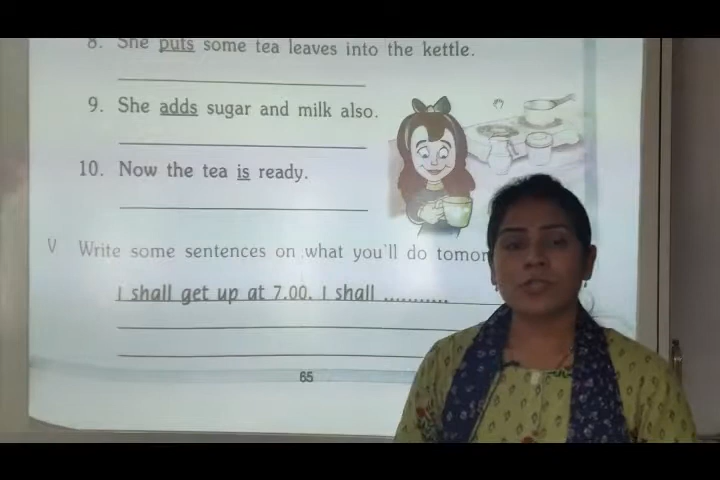 8. She puts some tea leaves into the kettle.
9. She adds sugar and milk also.
10. Now the tea is ready.
V Write some sentences on what you'll do
I shall get up at 7.00. I shall ...........
65